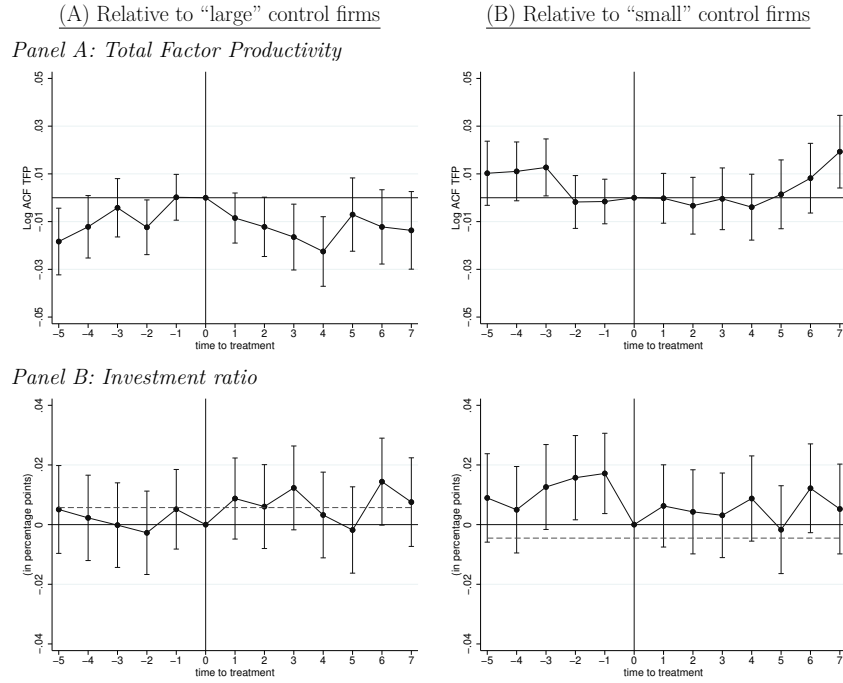 (A) Relative to “large” control firms
(B) Relative to “small” control firms
Panel A: Total Factor Productivity
Log ACF TFP
.05
.03
.01
-.01
-.03
-.05
-5 -4 -3 -2 -1 0 1 2 3 4 5 6 7
time to treatment
Log ACF TFP
.05
.03
.01
-.01
-.03
-.05
-5 -4 -3 -2 -1 0 1 2 3 4 5 6 7
time to treatment
Panel B: Investment ratio
(in percentage points)
.04
.02
0
-.02
-.04
-5 -4 -3 -2 -1 0 1 2 3 4 5 6 7
time to treatment
(in percentage points)
.04
.02
0
-.02
-.04
-5 -4 -3 -2 -1 0 1 2 3 4 5 6 7
time to treatment